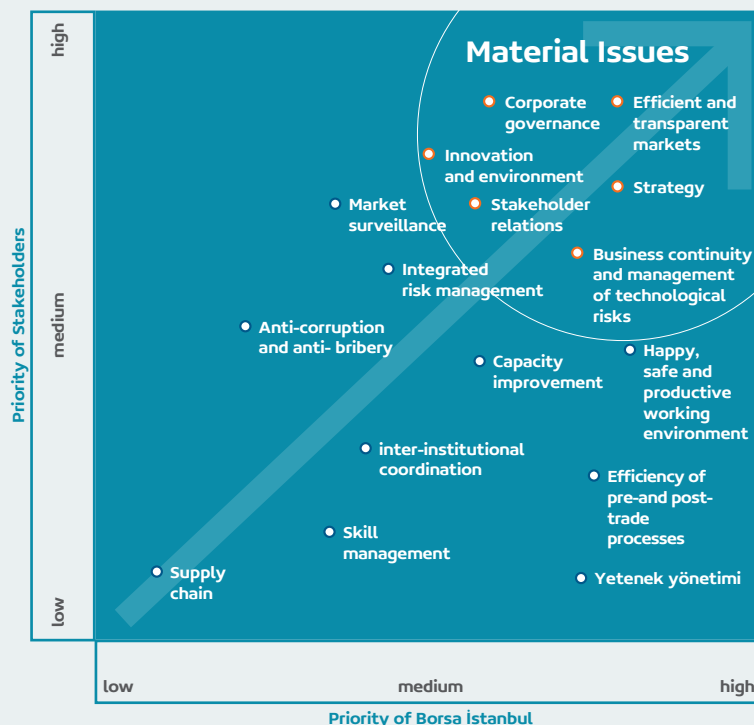 Material Issues
high
Corporate
governance
Efficient and
transparent
markets
Innovation
and environment
Strategy
Market
surveillance
Stakeholder
relations
Business continuity
and management
of technological
risks
Integrated
risk management
Priority of Stakeholders
medium
Anti-corruption
and anti- bribery
Capacity
improvement
Happy,
safe and
productive
working
environment
inter-institutional
coordination
Efficiency of
pre-and post-
trade
processes
Skill
management
Supply
chain
Yetenek yönetimi
low
low
medium
high
Priority of Borsa İstanbul